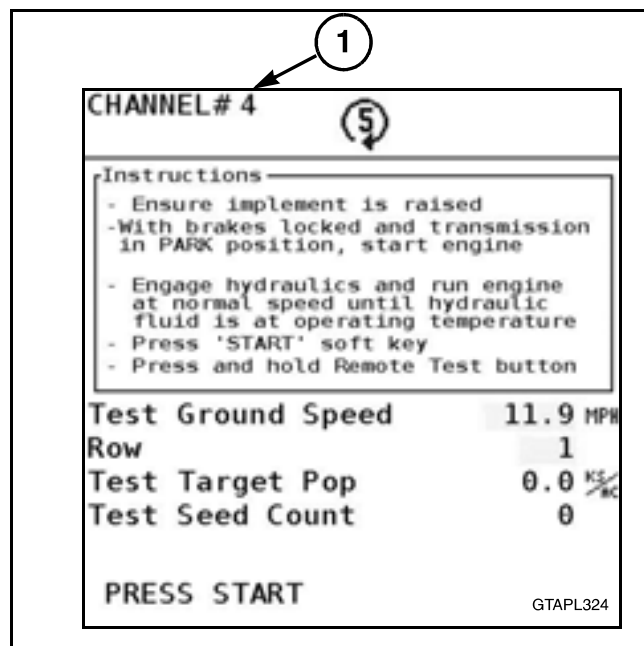 1
CHANNEL# 4
5
Instructions
- Ensure implement is raised
-With brakes locked and transmission
in PARK position, start engine
- Engage hydraulics and run engine
at normal speed until hydraulic
fluid is at operating temperature
- Press 'START' soft key
- Press and hold Remote Test button
Test Ground Speed 11.9 MPH
Row 1
Test Target Pop 0.0 KS/AC
Test Seed Count 0
PRESS START
GTAPL324